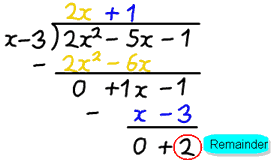 2x + 1
x-3)2x² - 5x - 1
- 2x² - 6x
0 + 1x - 1
- x - 3
0 + 2 Remainder